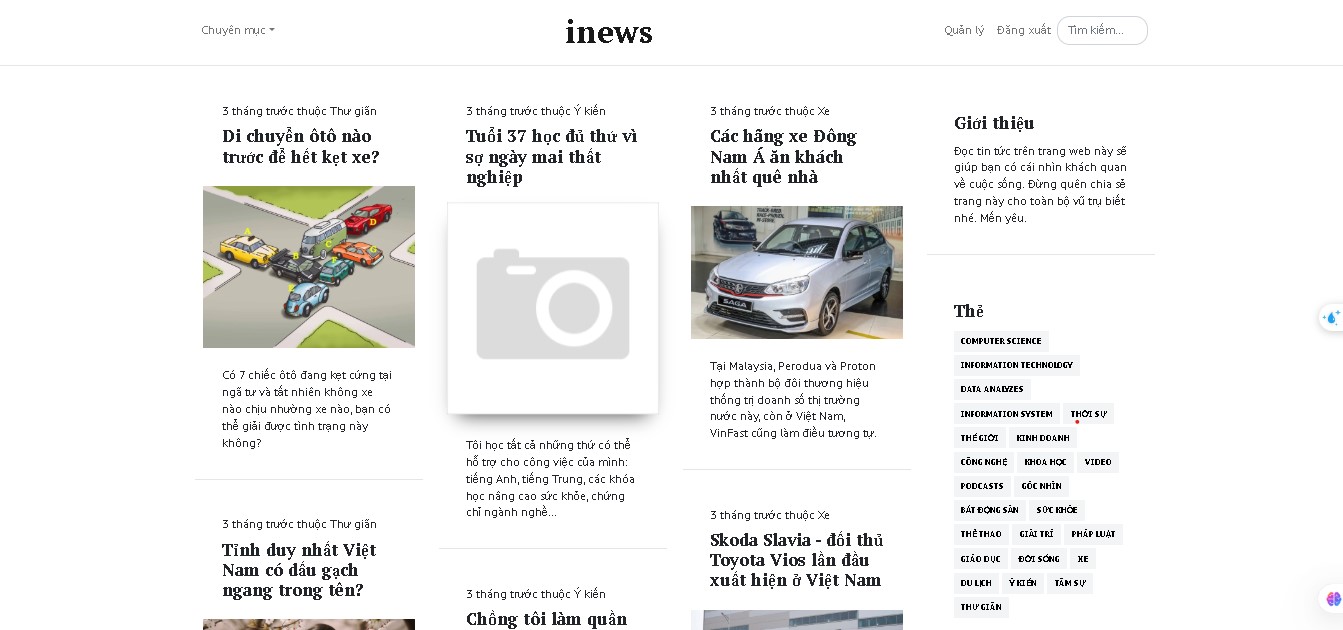 Chuyên mục
inews
Quản lý
Đăng xuất
Tìm kiếm...
3 tháng trước thuộc Thư giãn
Di chuyển ôtô nào
trước để hết kẹt xe?
A
D
C
G
E
B
Có 7 chiếc ôtô đang kẹt cứng tại
ngã tư và tất nhiên không xe
nào chịu nhường xe nào, bạn có
thể giải được tình trạng này
không?
3 tháng trước thuộc Thư giãn
Tỉnh duy nhất Việt
Nam có dấu gạch
ngang trong tên?
3 tháng trước thuộc Ý kiến
Tuổi 37 học đủ thứ vì
sợ ngày mai thất
nghiệp
Tôi học tất cả những thứ có thể
hỗ trợ cho công việc của mình:
tiếng Anh, tiếng Trung, các khóa
học nâng cao sức khỏe, chứng
chỉ ngành nghề...
3 tháng trước thuộc Ý kiến
Chồng tôi làm quần
3 tháng trước thuộc Xe
Các hãng xe Đông
Nam Á ăn khách
nhất quê nhà
SAGA
Tại Malaysia, Perodua và Proton
hợp thành bộ đôi thương hiệu
thống trị doanh số thị trường
nước này, còn ở Việt Nam,
VinFast cũng làm điều tương tự.
3 tháng trước thuộc Xe
Skoda Slavia - đối thủ
Toyota Vios lần đầu
xuất hiện ở Việt Nam
Giới thiệu
Đọc tin tức trên trang web này sẽ
giúp bạn có cái nhìn khách quan
về cuộc sống. Đừng quên chia sẻ
trang này cho toàn bộ vũ trụ biết
nhé. Mến yêu.
Thẻ
COMPUTER SCIENCE
INFORMATION TECHNOLOGY
DATA ANALYZES
INFORMATION SYSTEM THỜI SỰ
THẾ GIỚI KINH DOANH
CÔNG NGHỆ KHOA HỌC VIDEO
PODCASTS GÓC NHÌN
BẤT ĐỘNG SẢN SỨC KHỎE
THỂ THAO GIẢI TRÍ PHÁP LUẬT
GIÁO DỤC ĐỜI SỐNG XE
DU LỊCH Ý KIẾN TÂM SỰ
THƯ GIÃN